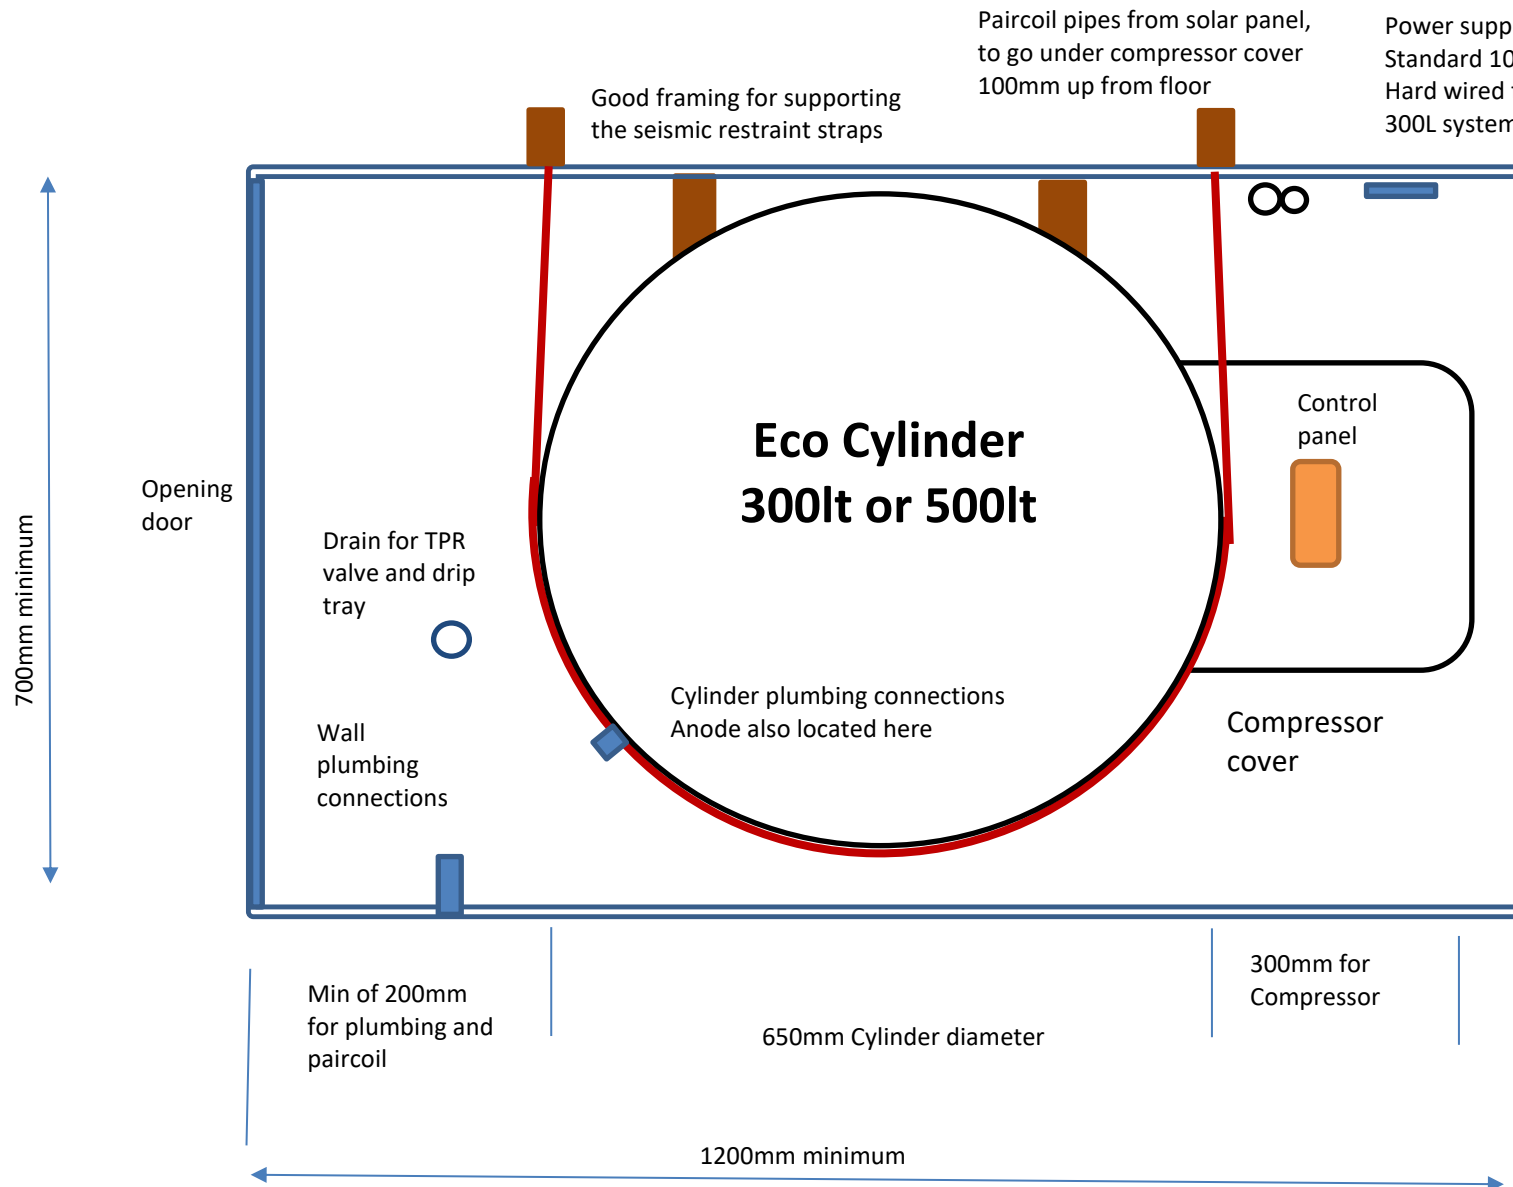 Paircoil pipes from solar panel,
to go under compressor cover
100mm up from floor
Power supp
Standard 10
Hard wired
300L system
Good framing for supporting
the seismic restraint straps
Control
panel
Eco Cylinder
300lt or 500lt
Opening
door
700mm minimum
Drain for TPR
valve and drip
tray
Cylinder plumbing connections
Anode also located here
Wall
plumbing
connections
Compressor
cover
300mm for
Compressor
Min of 200mm
for plumbing and
paircoil
650mm Cylinder diameter
1200mm minimum